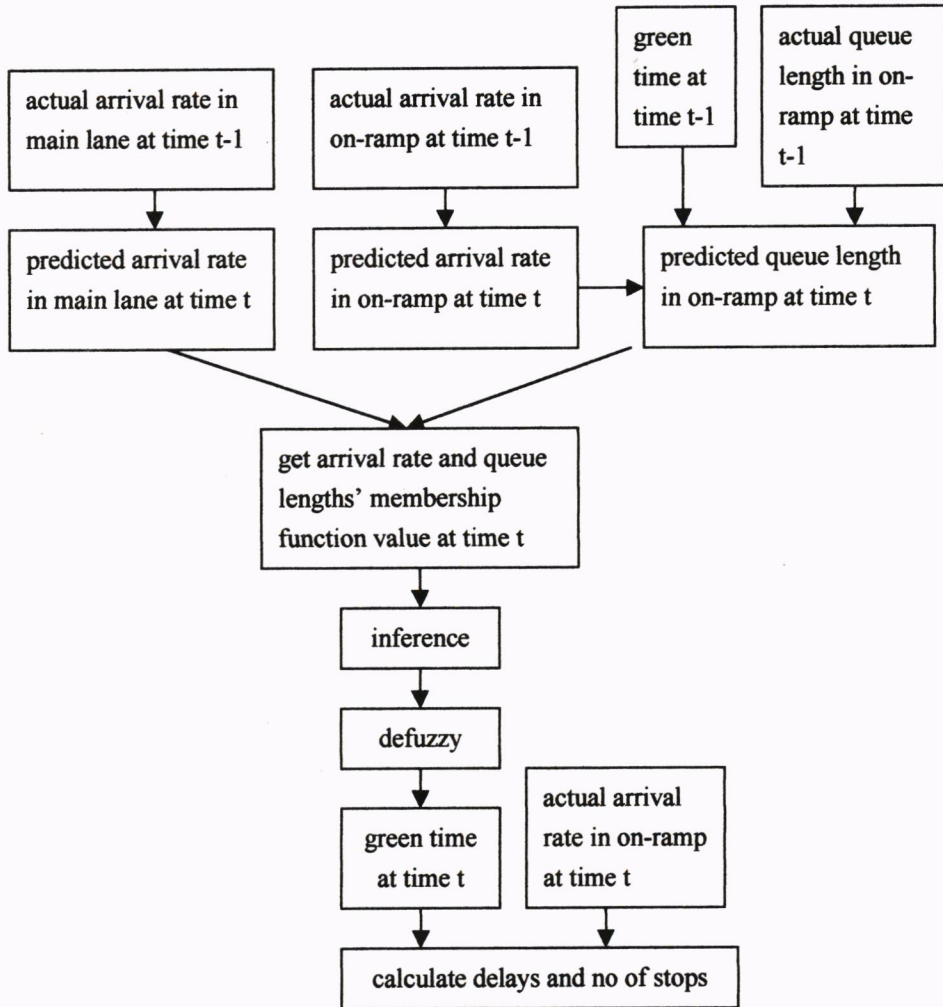 actual arrival rate in
main lane at time t-1
actual arrival rate in
on-ramp at time t-1
green
time at
time t-1
actual queue
length in on-
ramp at time
t-1
predicted arrival rate
in main lane at time t
predicted arrival rate
in on-ramp at time t
predicted queue length
in on-ramp at time t
get arrival rate and queue
lengths’ membership
function value at time t
inference
defuzzy
green time
at time t
actual arrival
rate in on-ramp
at time t
calculate delays and no of stops